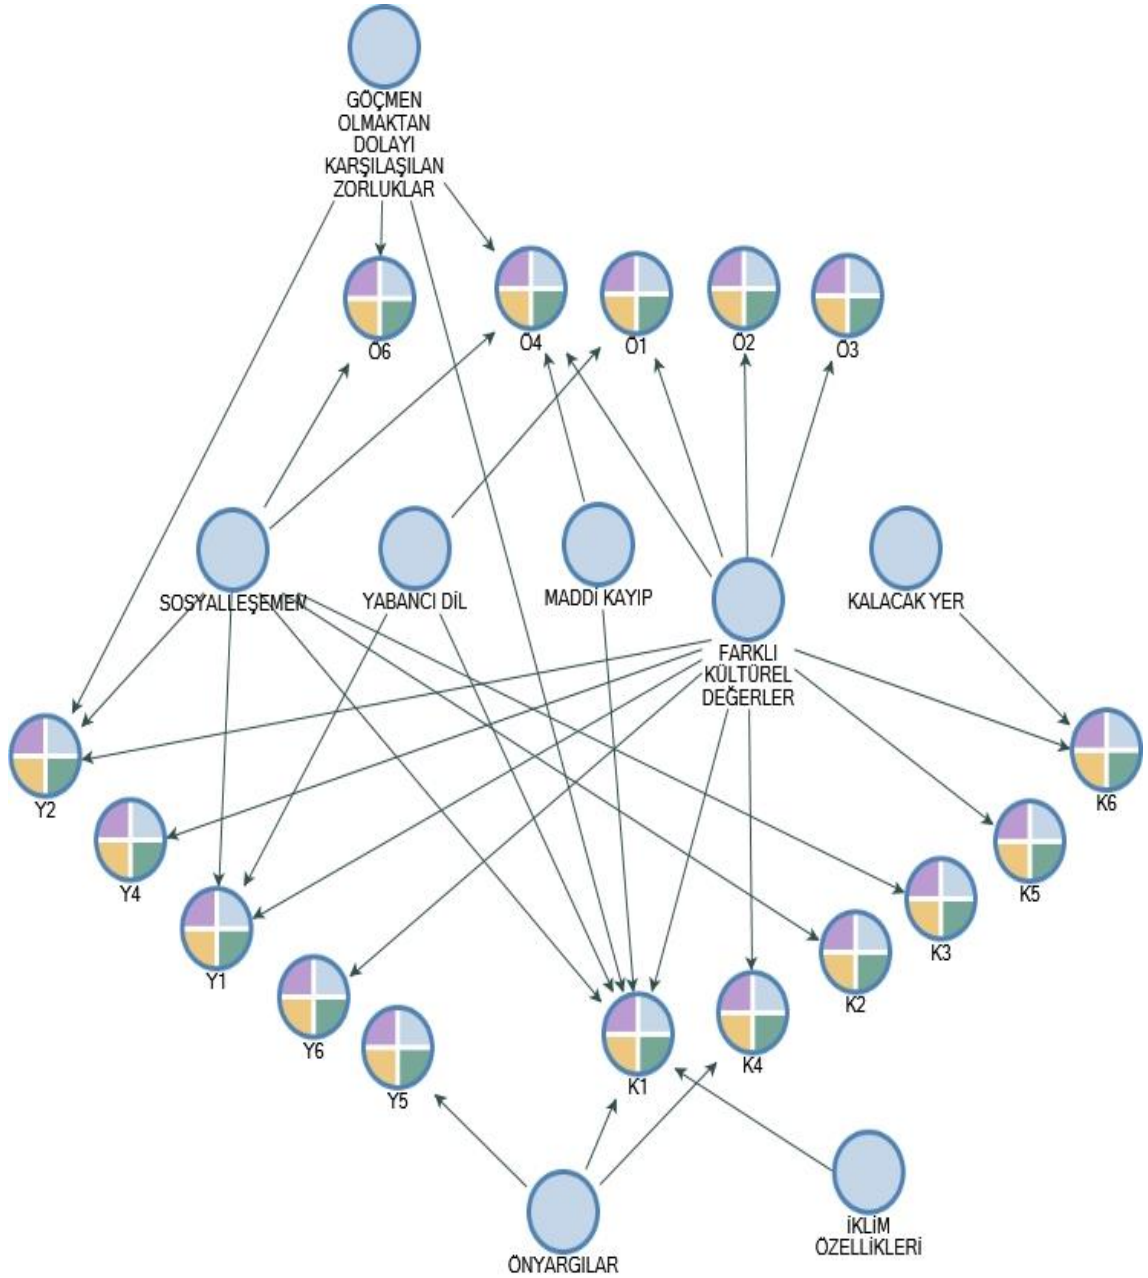 GÖÇMEN
OLMAKTAN
DOLAYI
KARŞILAŞILAN
ZORLUKLAR
Ö6
Ö4
Ö1
Ö2
Ö3
SOSYALLEŞEMEM
YABANCI DİL
MADDİ KAYIP
KALACAK YER
FARKLI
KÜLTÜREL
DEĞERLER
Y2
Y4
Y1
Y6
Y5
K1
K4
K2
K3
K5
K6
ÖNYARGILAR
İKLİM
ÖZELLİKLERİ